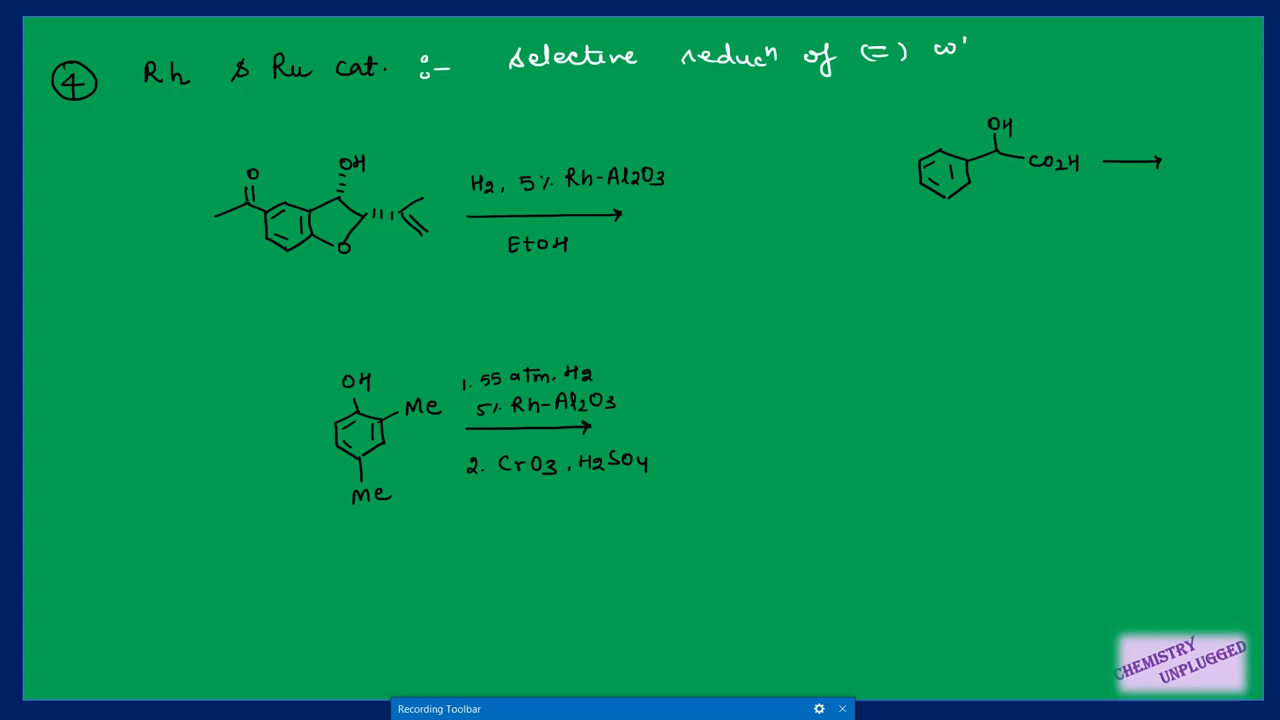 ④ Rh & Ru cat. :- selective reducⁿ of (=) w'
OH
O
O
H2, 5% Rh-Al2O3
EtOH
OH
CO2H
OH
Me
Me
1. 55 atm. H2
5% Rh-Al2O3
2. CrO3, H2SO4
CHEMISTRY
UNPLUGGED
Recording Toolbar